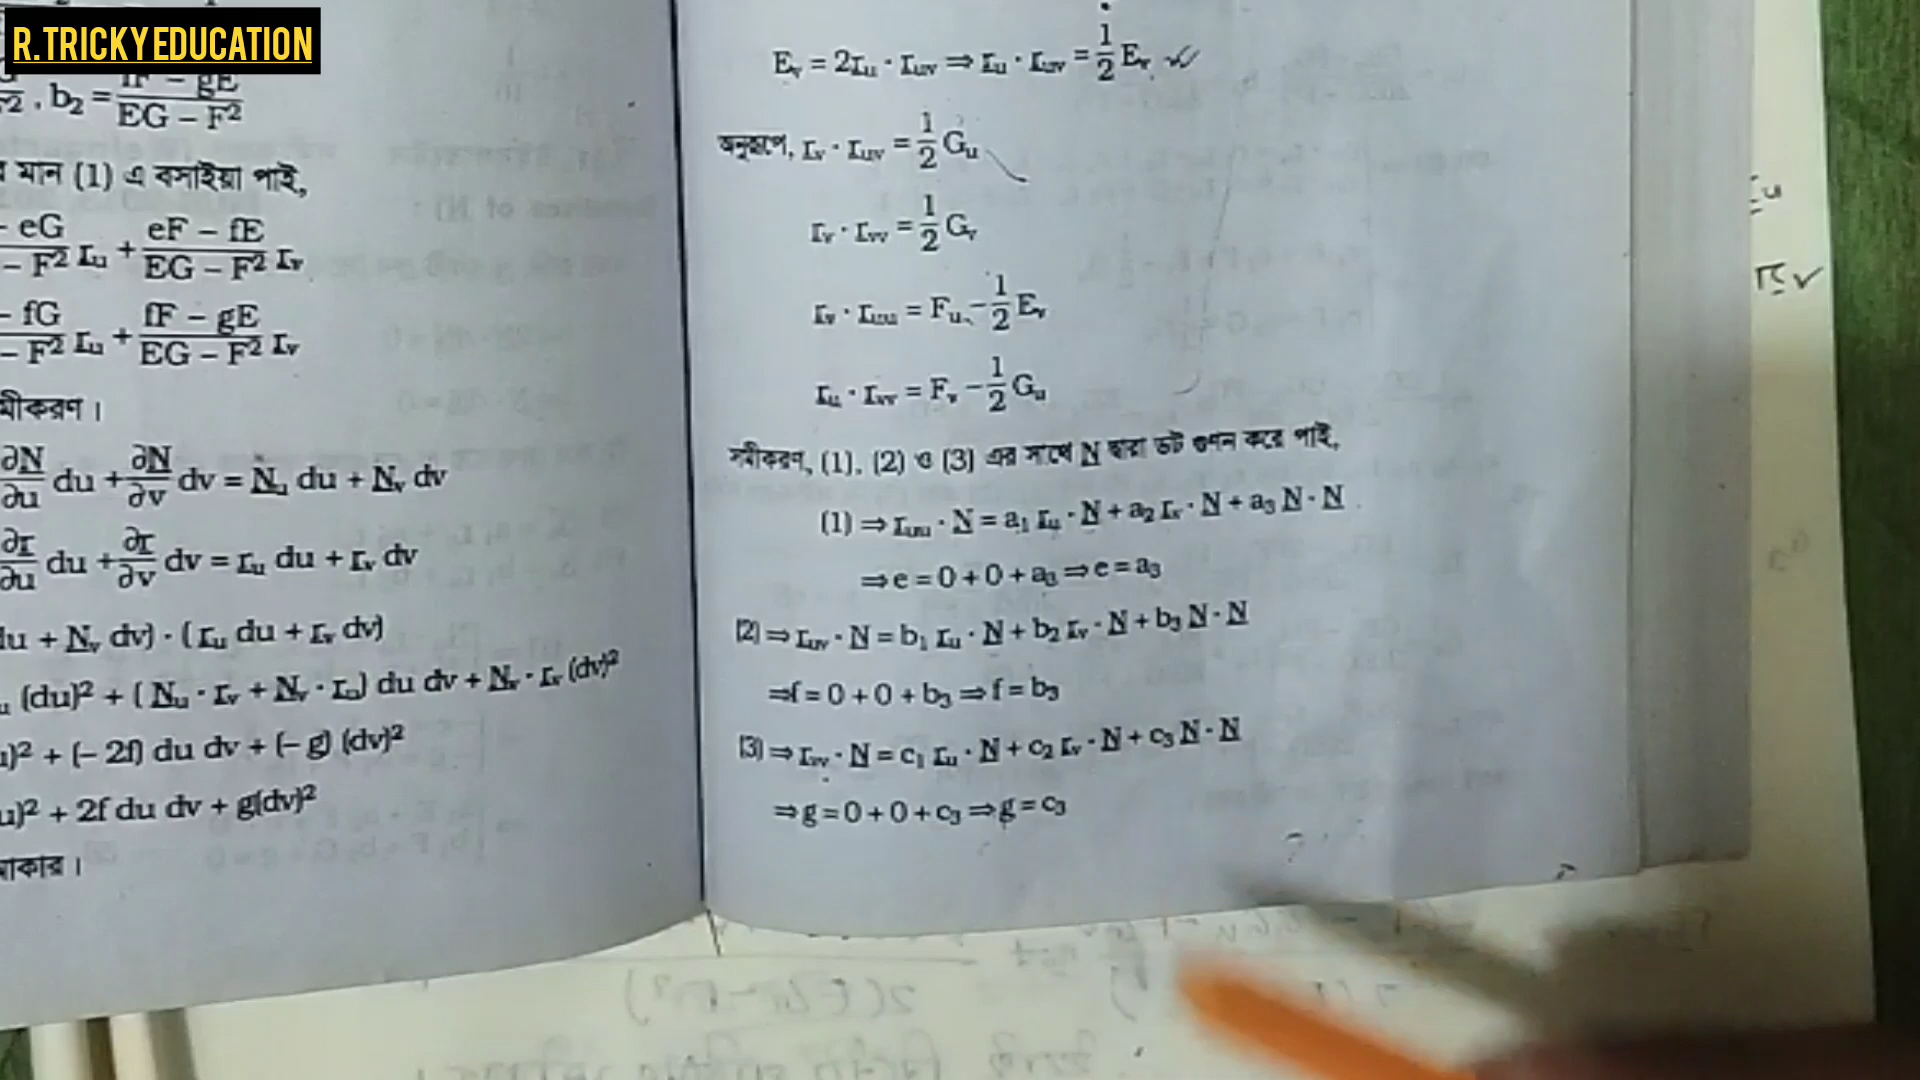 R.TRICKY EDUCATION
, b₂ = (fF – gE)/(EG – F²)
মান (1) এ বসাইয়া পাই,
– eG / – F² r̲ᵤ + (eF – fE)/(EG – F²) r̲ᵥ
– fG / – F² r̲ᵤ + (fF – gE)/(EG – F²) r̲ᵥ
∂N̲/∂u du + ∂N̲/∂v dv = N̲ᵤ du + N̲ᵥ dv
∂r̲/∂u du + ∂r̲/∂v dv = r̲ᵤ du + r̲ᵥ dv
du + N̲ᵥ dv) · (r̲ᵤ du + r̲ᵥ dv)
(du)² + (N̲ᵤ · r̲ᵥ + N̲ᵥ · r̲ᵤ) du dv + N̲ᵥ · r̲ᵥ (dv)²
)² + (– 2f) du dv + (– g) (dv)²
)² + 2f du dv + g(dv)²
Eᵥ = 2r̲ᵤ · r̲ᵤᵥ ⇒ r̲ᵤ · r̲ᵤᵥ = 1/2 Eᵥ
অনুরূপে, r̲ᵥ · r̲ᵤᵥ = 1/2 Gᵤ
r̲ᵥ · r̲ᵥᵥ = 1/2 Gᵥ
r̲ᵥ · r̲ᵤᵤ = Fᵤ – 1/2 Eᵥ
r̲ᵤ · r̲ᵥᵥ = Fᵥ – 1/2 Gᵤ
সমীকরণ, (1), (2) ও (3) এর সাথে N̲ দ্বারা ডট গুণন করে পাই,
(1) ⇒ r̲ᵤᵤ · N̲ = a₁ r̲ᵤ · N̲ + a₂ r̲ᵥ · N̲ + a₃ N̲ · N̲
⇒ e = 0 + 0 + a₃ ⇒ e = a₃
(2) ⇒ r̲ᵤᵥ · N̲ = b₁ r̲ᵤ · N̲ + b₂ r̲ᵥ · N̲ + b₃ N̲ · N̲
⇒ f = 0 + 0 + b₃ ⇒ f = b₃
(3) ⇒ r̲ᵥᵥ · N̲ = c₁ r̲ᵤ · N̲ + c₂ r̲ᵥ · N̲ + c₃ N̲ · N̲
⇒ g = 0 + 0 + c₃ ⇒ g = c₃